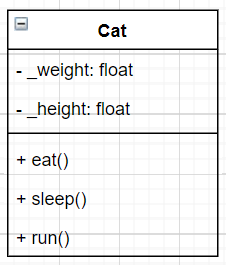 Cat
- _weight: float
- _height: float
+ eat()
+ sleep()
+ run()